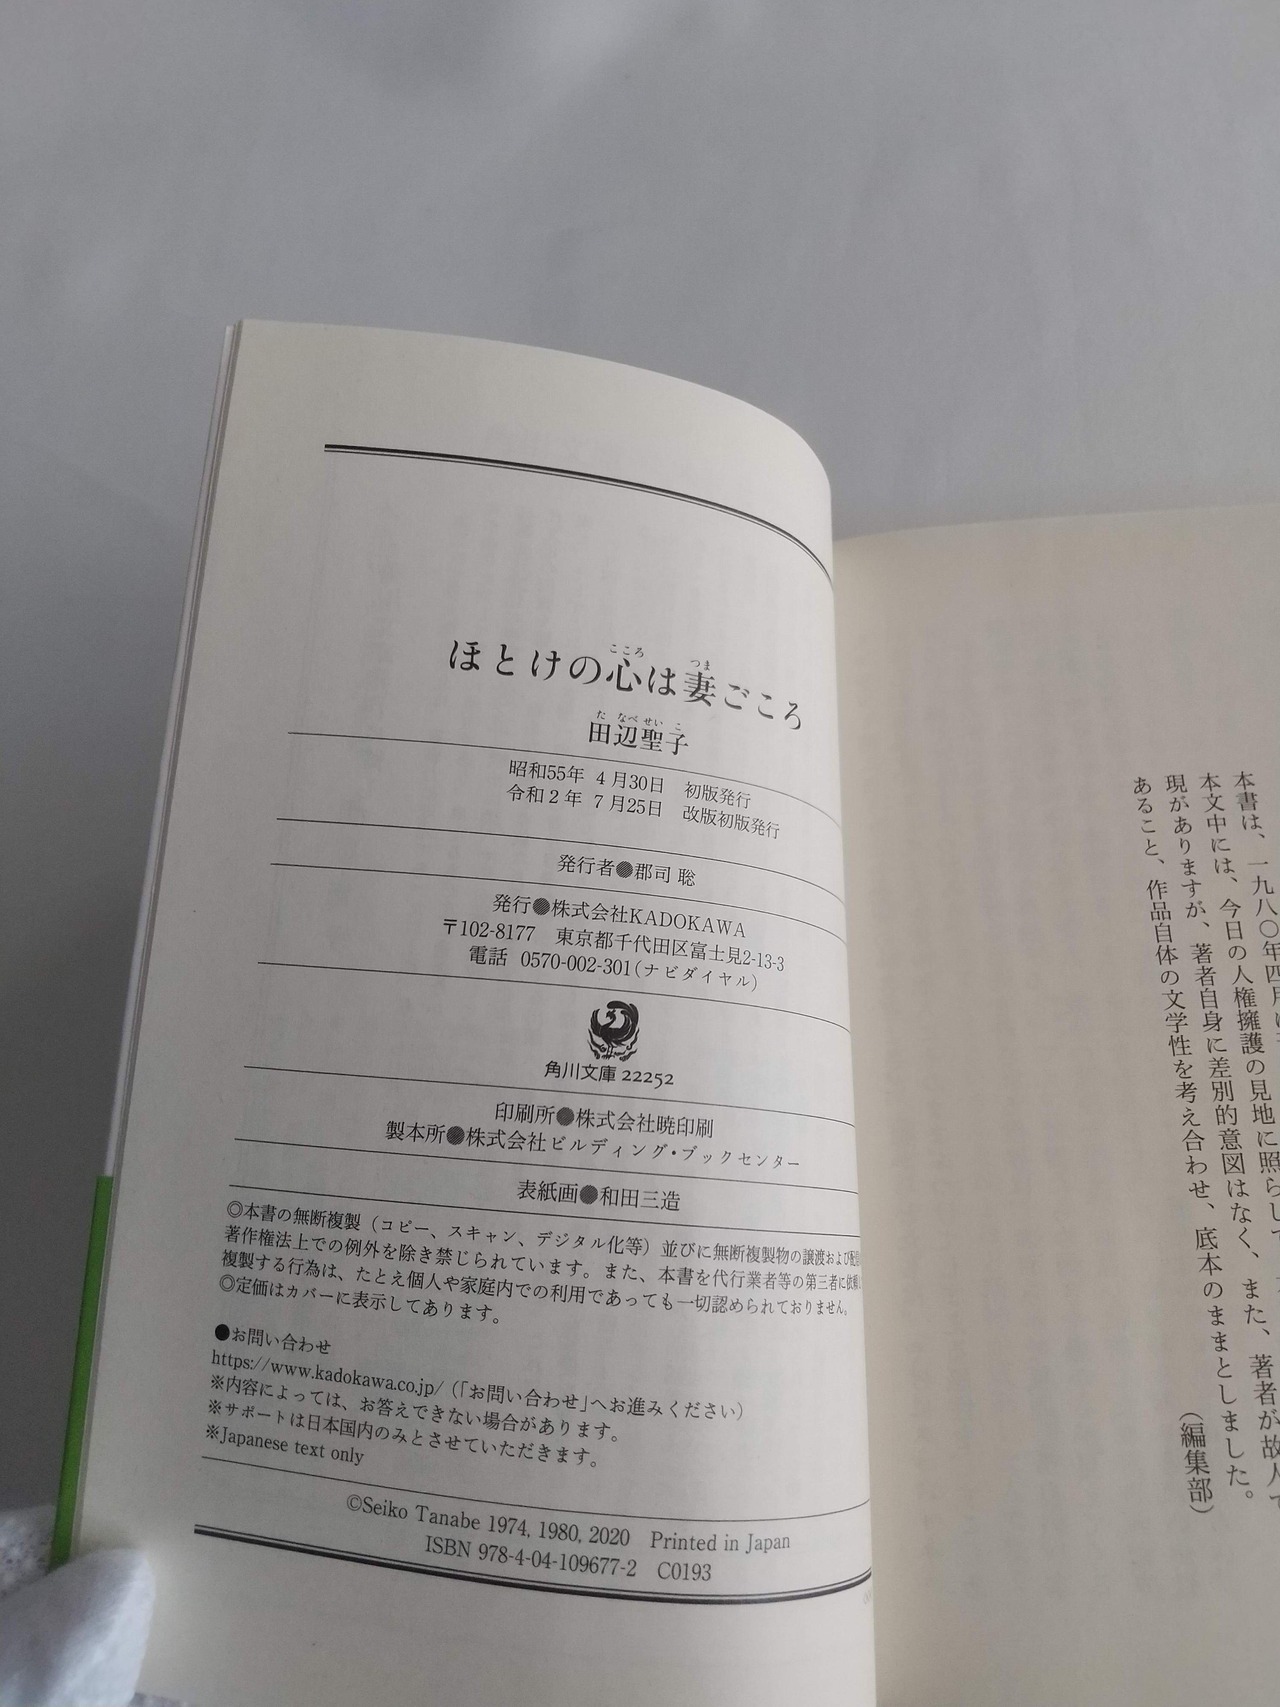 ほとけの心は妻ごころ
こころ
つま
田辺聖子
た なべ せい こ
昭和55年 4月30日 初版発行
令和2年 7月25日 改版初版発行
発行者●郡司 聡
発行●株式会社KADOKAWA
〒102-8177 東京都千代田区富士見2-13-3
電話 0570-002-301(ナビダイヤル)
角川文庫 22252
印刷所●株式会社暁印刷
製本所●株式会社ビルディング・ブックセンター
表紙画●和田三造
◎本書の無断複製（コピー、スキャン、デジタル化等）並びに無断複製物の譲渡および配信
著作権法上での例外を除き禁じられています。また、本書を代行業者等の第三者に依頼
複製する行為は、たとえ個人や家庭内での利用であっても一切認められておりません。
◎定価はカバーに表示してあります。
●お問い合わせ
https://www.kadokawa.co.jp/（「お問い合わせ」へお進みください）
※内容によっては、お答えできない場合があります。
※サポートは日本国内のみとさせていただきます。
※Japanese text only
©Seiko Tanabe 1974, 1980, 2020 Printed in Japan
ISBN 978-4-04-109677-2 C0193
本書は、一九八〇年四月
本文中には、今日の人権擁護の見地に照らして
現がありますが、著者自身に差別的意図はなく、また、著者が故人で
あること、作品自体の文学性を考え合わせ、底本のままとしました。
（編集部）